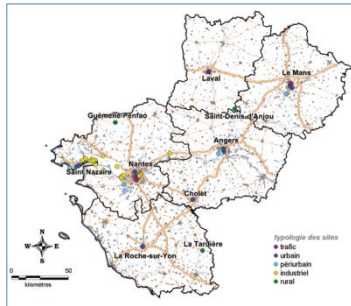 Laval
Le Mans
Guémené-Penfao
Saint-Denis-d'Anjou
Angers
Saint Nazaire
Nantes
Cholet
La Roche-sur-Yon
La Tardière
typologie des sites
trafic
urbain
périurbain
industriel
rural
N
W
E
S
0
50
kilomètres